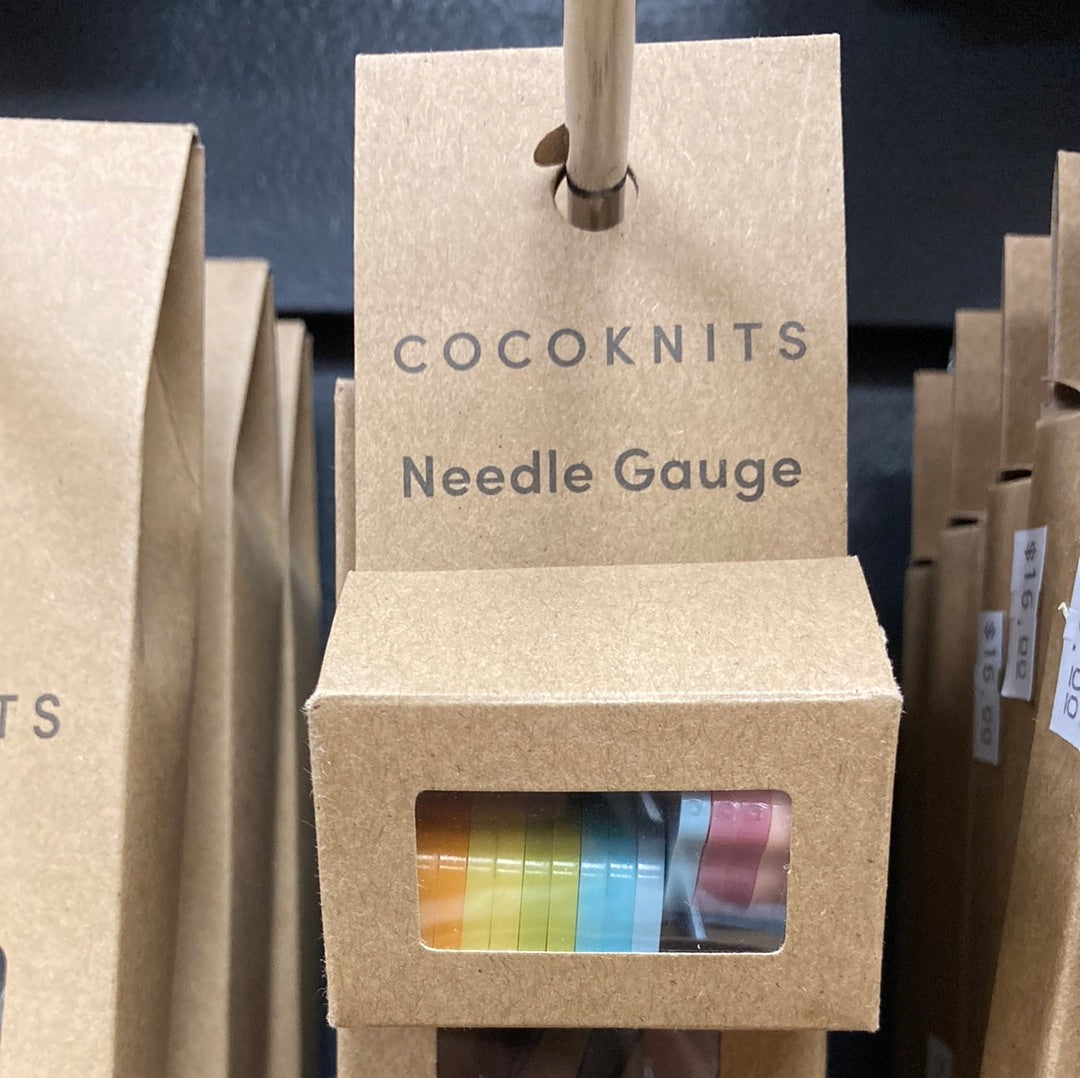 COCOKNITS
Needle Gauge
TS
$16.00
$16.00